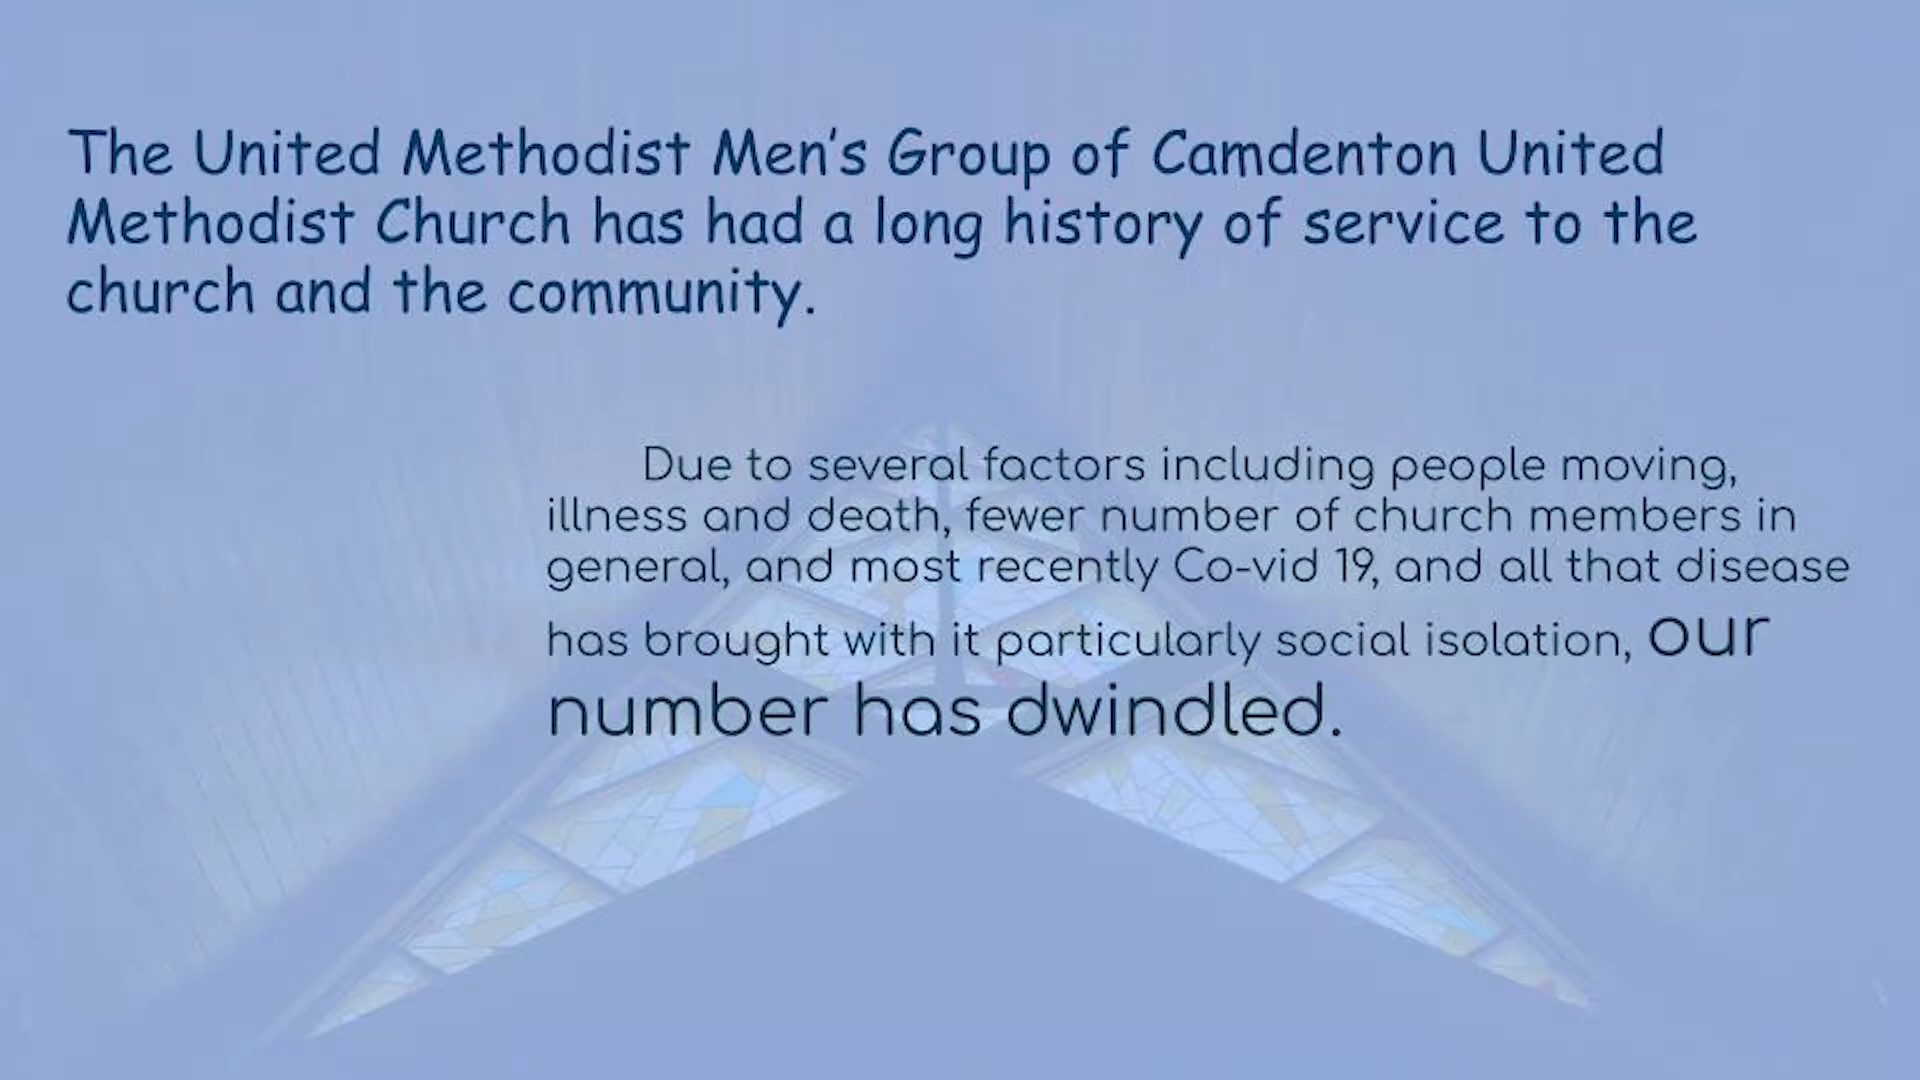 The United Methodist Men's Group of Camdenton United
Methodist Church has had a long history of service to the
church and the community.
Due to several factors including people moving,
illness and death, fewer number of church members in
general, and most recently Co-vid 19, and all that disease
has brought with it particularly social isolation, our
number has dwindled.